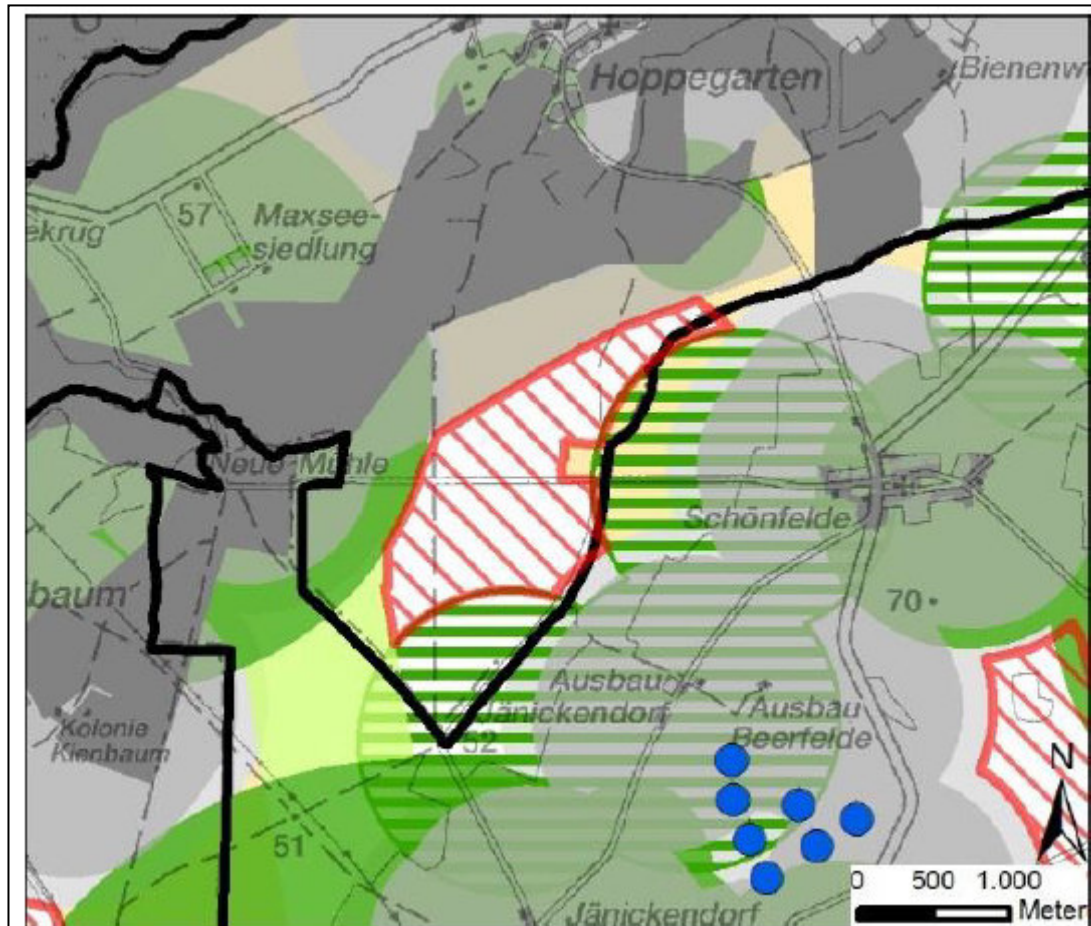 Hoppegarten
Bienenw
57
Maxsee-
siedlung
ekrug
Neue Mühle
Schönfelde
baum
70
Ausbau
Jänickendorf
Ausbau
Beerfelde
52
Kolonie
Kienbaum
51
N
0 500 1.000
Meter
Jänickendorf